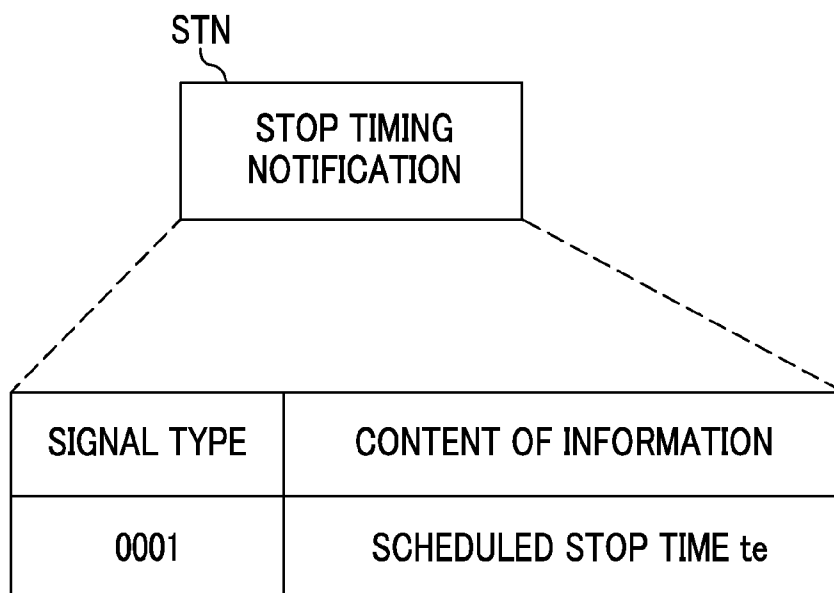 STN
STOP TIMING
NOTIFICATION
SIGNAL TYPE
CONTENT OF INFORMATION
0001
SCHEDULED STOP TIME te